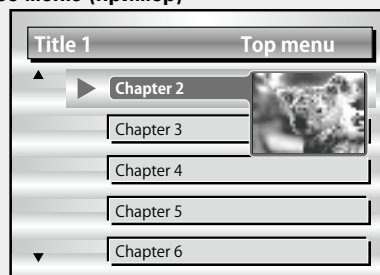 меню (пример)
Title 1 Top menu
Chapter 2
Chapter 3
Chapter 4
Chapter 5
Chapter 6